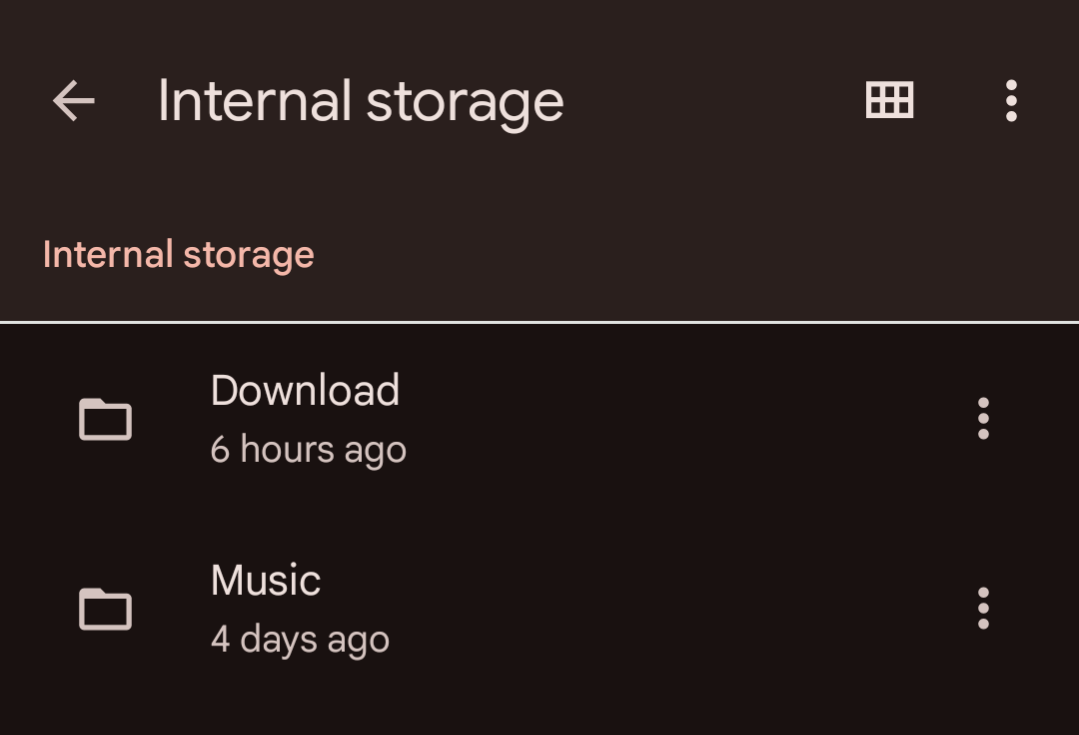 Internal storage
Internal storage
Download
6 hours ago
Music
4 days ago